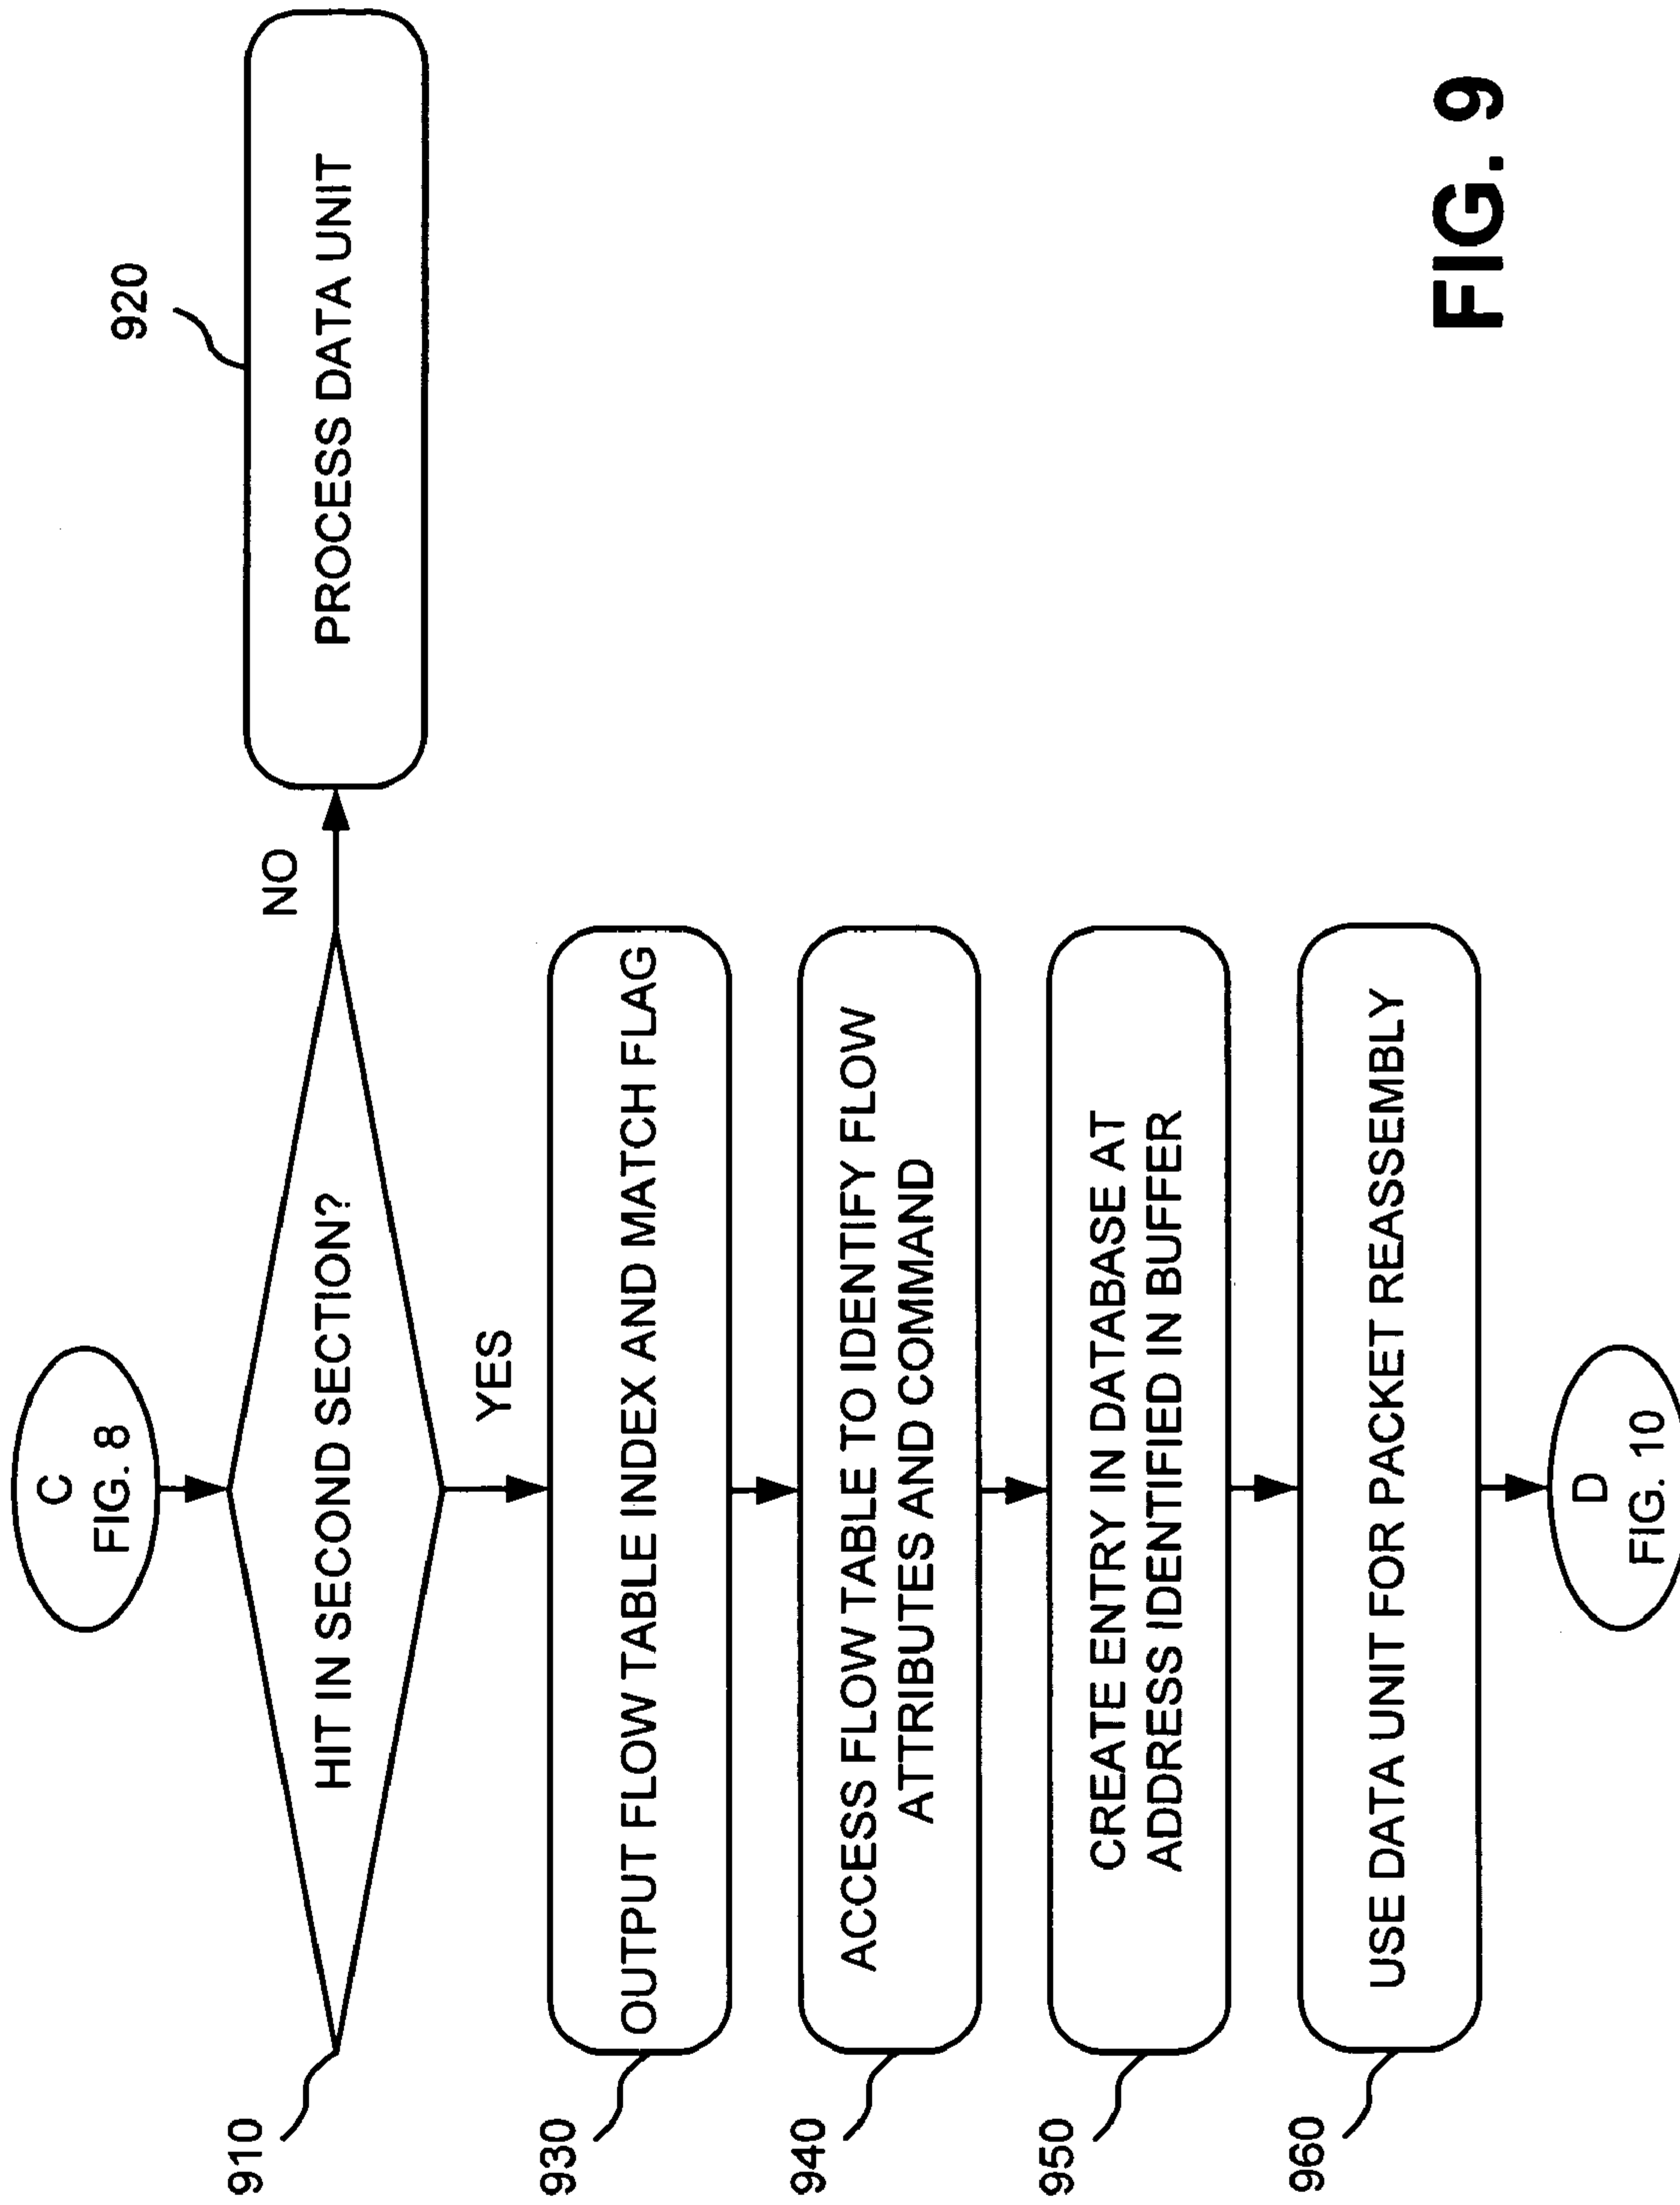 C
FIG. 8
910
HIT IN SECOND SECTION?
NO
920
PROCESS DATA UNIT
YES
930
OUTPUT FLOW TABLE INDEX AND MATCH FLAG
940
ACCESS FLOW TABLE TO IDENTIFY FLOW
ATTRIBUTES AND COMMAND
950
CREATE ENTRY IN DATABASE AT
ADDRESS IDENTIFIED IN BUFFER
960
USE DATA UNIT FOR PACKET REASSEMBLY
D
FIG. 10
FIG. 9